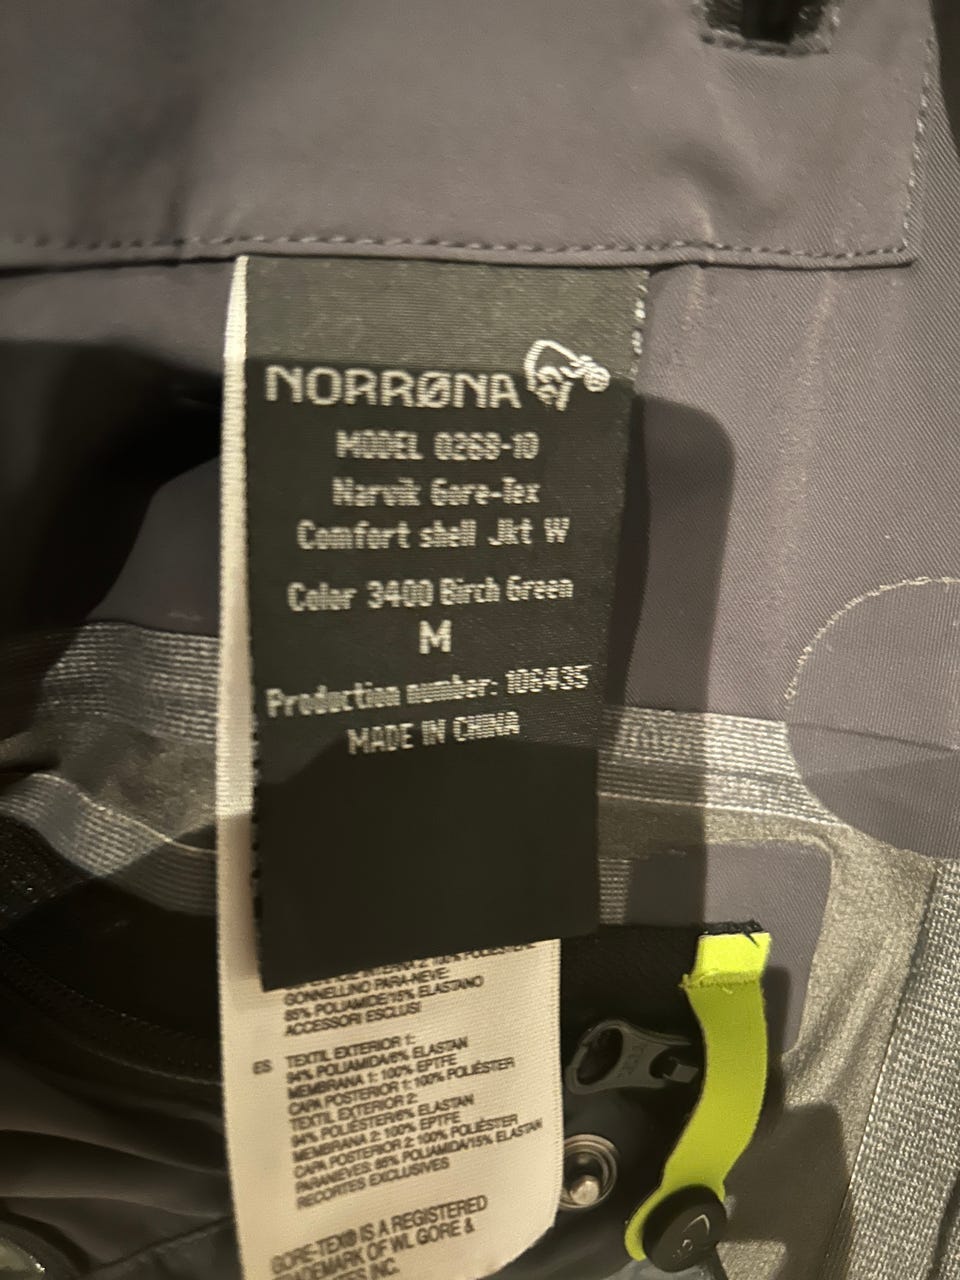 NORRØNA
MODEL 0268-10
Narvik Gore-Tex
Comfort shell Jkt W
Color 3400 Birch Green
M
Production number: 106435
MADE IN CHINA
GONNELLINO PARA-NEVE:
85% POLIAMIDE/15% ELASTANO
ACCESSORI ESCLUSI
ES
TEXTIL EXTERIOR 1:
94% POLIAMIDA/6% ELASTAN
MEMBRANA 1: 100% EPTFE
CAPA POSTERIOR 1: 100% POLIÉSTER
TEXTIL EXTERIOR 2:
94% POLIÉSTER/6% ELASTAN
MEMBRANA 2: 100% EPTFE
CAPA POSTERIOR 2: 100% POLIÉSTER
PARANIEVES: 85% POLIAMIDA/15% ELASTAN
RECORTES EXCLUSIVES
GORE-TEX® IS A REGISTERED
TRADEMARK OF WL GORE &
INC.